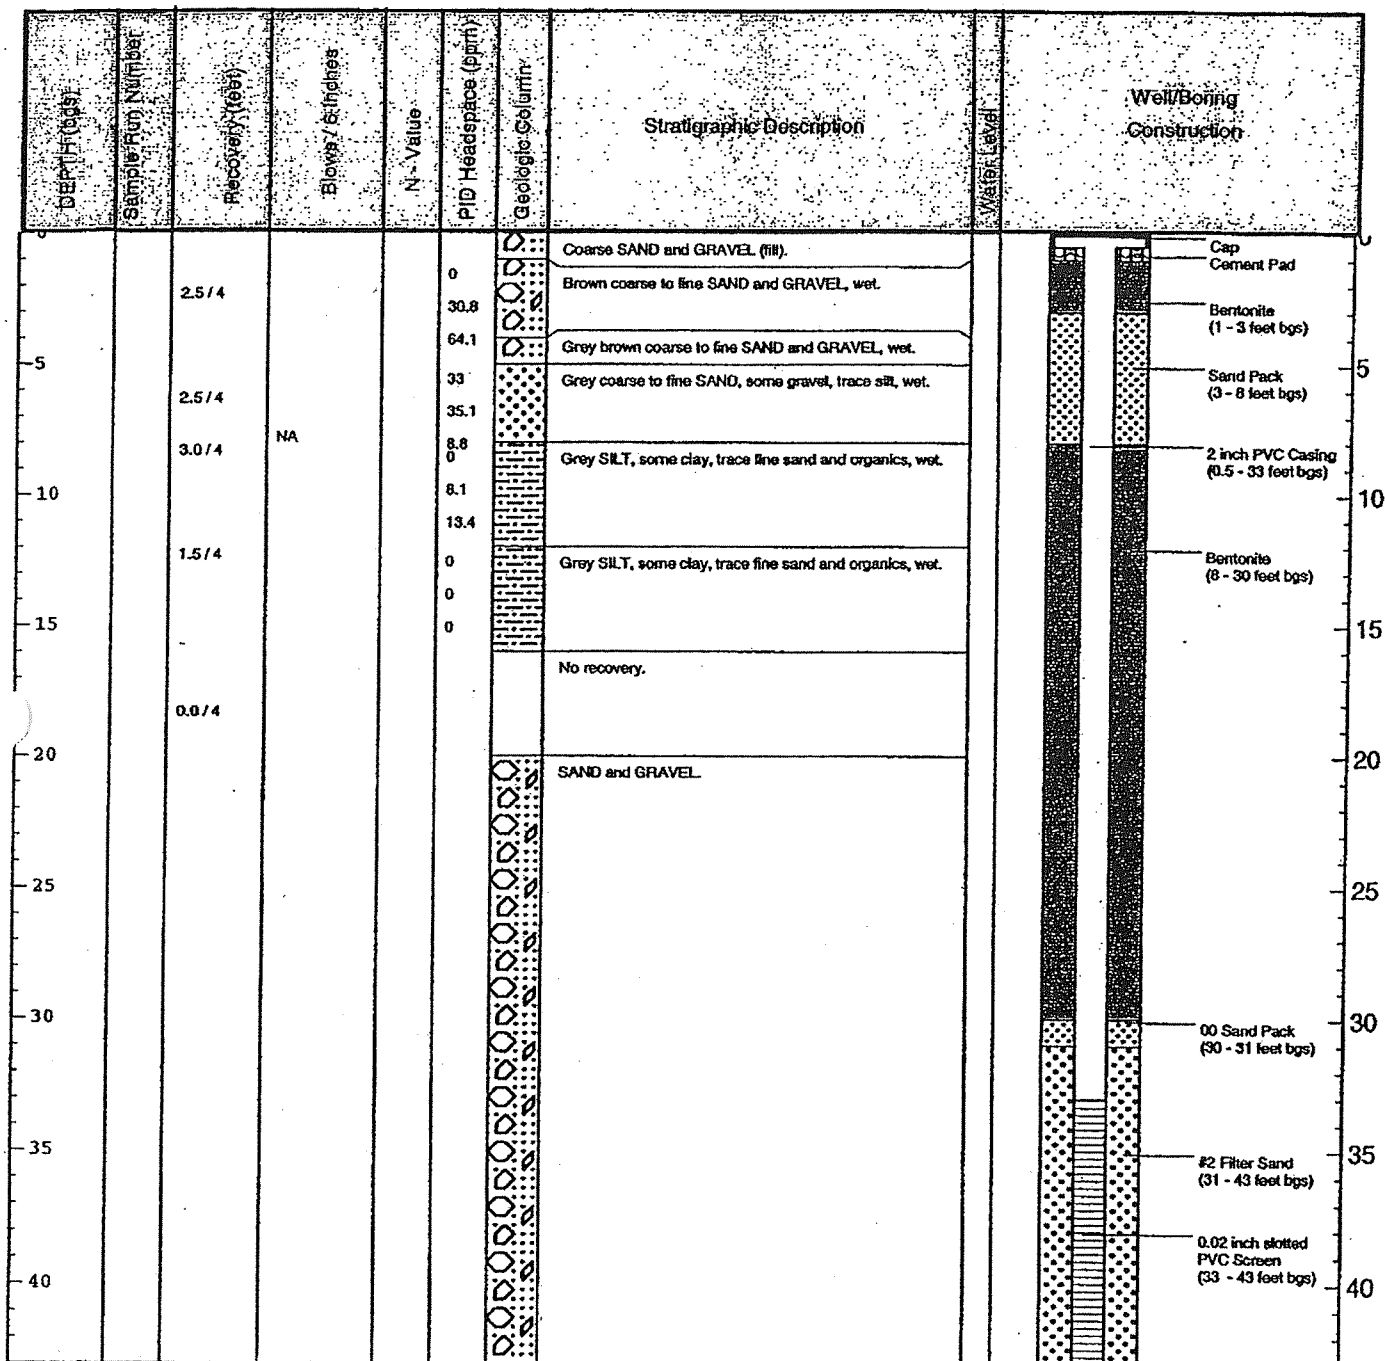 DEPTH (bgs)
Sample Run Number
Recovery (feet)
Blows / 6 Inches
N - Value
PID Headspace (ppm)
Geologic Column
Stratigraphic Description
Water Level
Well/Boring
Construction
0
0
Coarse SAND and GRAVEL (fill).
Cap
Cement Pad
0
Brown coarse to fine SAND and GRAVEL, wet.
2.5 / 4
30.8
Bentonite
(1 - 3 feet bgs)
64.1
Grey brown coarse to fine SAND and GRAVEL, wet.
5
5
33
Grey coarse to fine SAND, some gravel, trace silt, wet.
Sand Pack
(3 - 8 feet bgs)
2.5 / 4
35.1
NA
8.8
3.0 / 4
0
Grey SILT, some clay, trace fine sand and organics, wet.
2 inch PVC Casing
(0.5 - 33 feet bgs)
10
8.1
10
13.4
1.5 / 4
0
Grey SILT, some clay, trace fine sand and organics, wet.
Bentonite
(8 - 30 feet bgs)
0
15
0
15
No recovery.
0.0 / 4
20
20
SAND and GRAVEL.
25
25
30
30
00 Sand Pack
(30 - 31 feet bgs)
35
35
#2 Filter Sand
(31 - 43 feet bgs)
0.02 inch slotted
PVC Screen
(33 - 43 feet bgs)
40
40